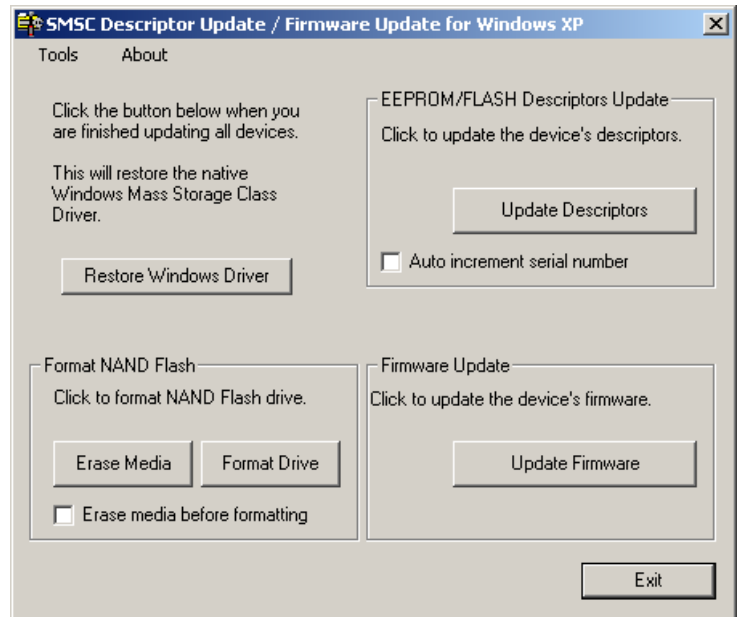 SMSC Descriptor Update / Firmware Update for Windows XP
Tools About
Click the button below when you
are finished updating all devices.
This will restore the native
Windows Mass Storage Class
Driver.
Restore Windows Driver
EEPROM/FLASH Descriptors Update
Click to update the device's descriptors.
Update Descriptors
Auto increment serial number
Format NAND Flash
Click to format NAND Flash drive.
Erase Media
Format Drive
Erase media before formatting
Firmware Update
Click to update the device's firmware.
Update Firmware
Exit